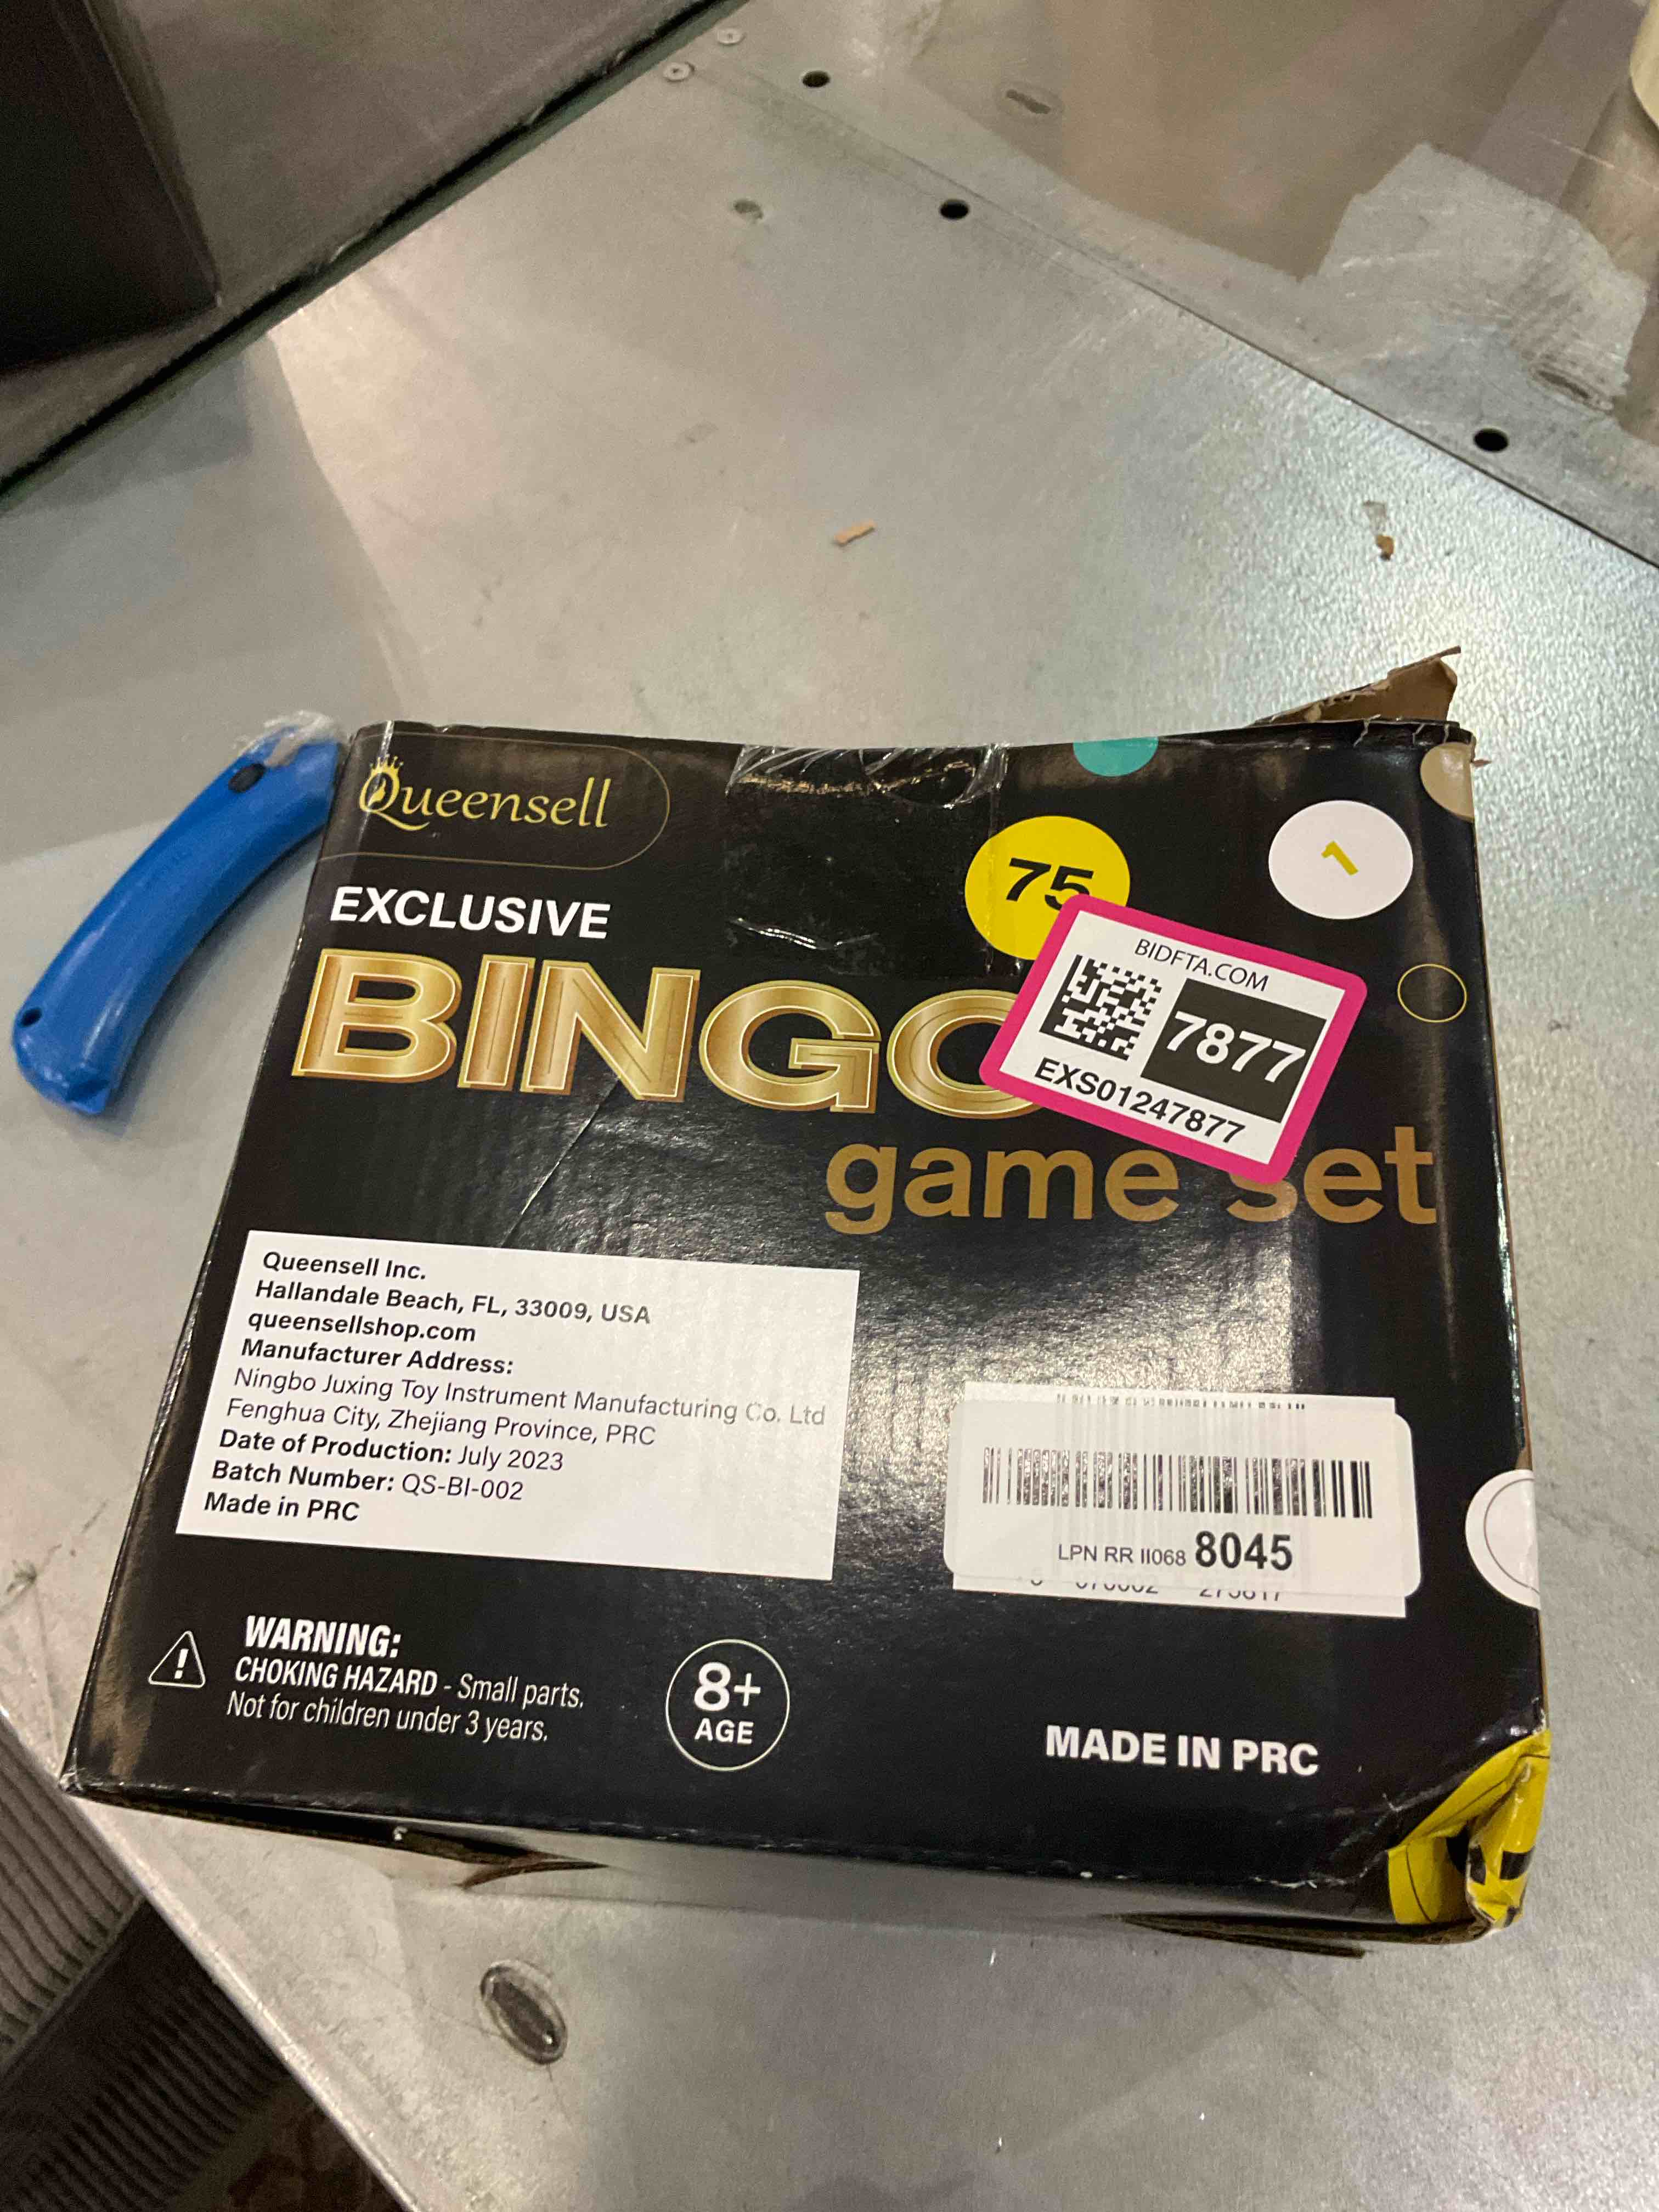 Queensell
EXCLUSIVE
75
1
BINGO
game set
BIDFTA.COM
7877
EXS01247877
Queensell Inc.
Hallandale Beach, FL, 33009, USA
queensellshop.com
Manufacturer Address:
Ningbo Juxing Toy Instrument Manufacturing Co. Ltd
Fenghua City, Zhejiang Province, PRC
Date of Production: July 2023
Batch Number: QS-BI-002
Made in PRC
LPN RR II068 8045
WARNING:
CHOKING HAZARD - Small parts.
Not for children under 3 years.
8+
AGE
MADE IN PRC